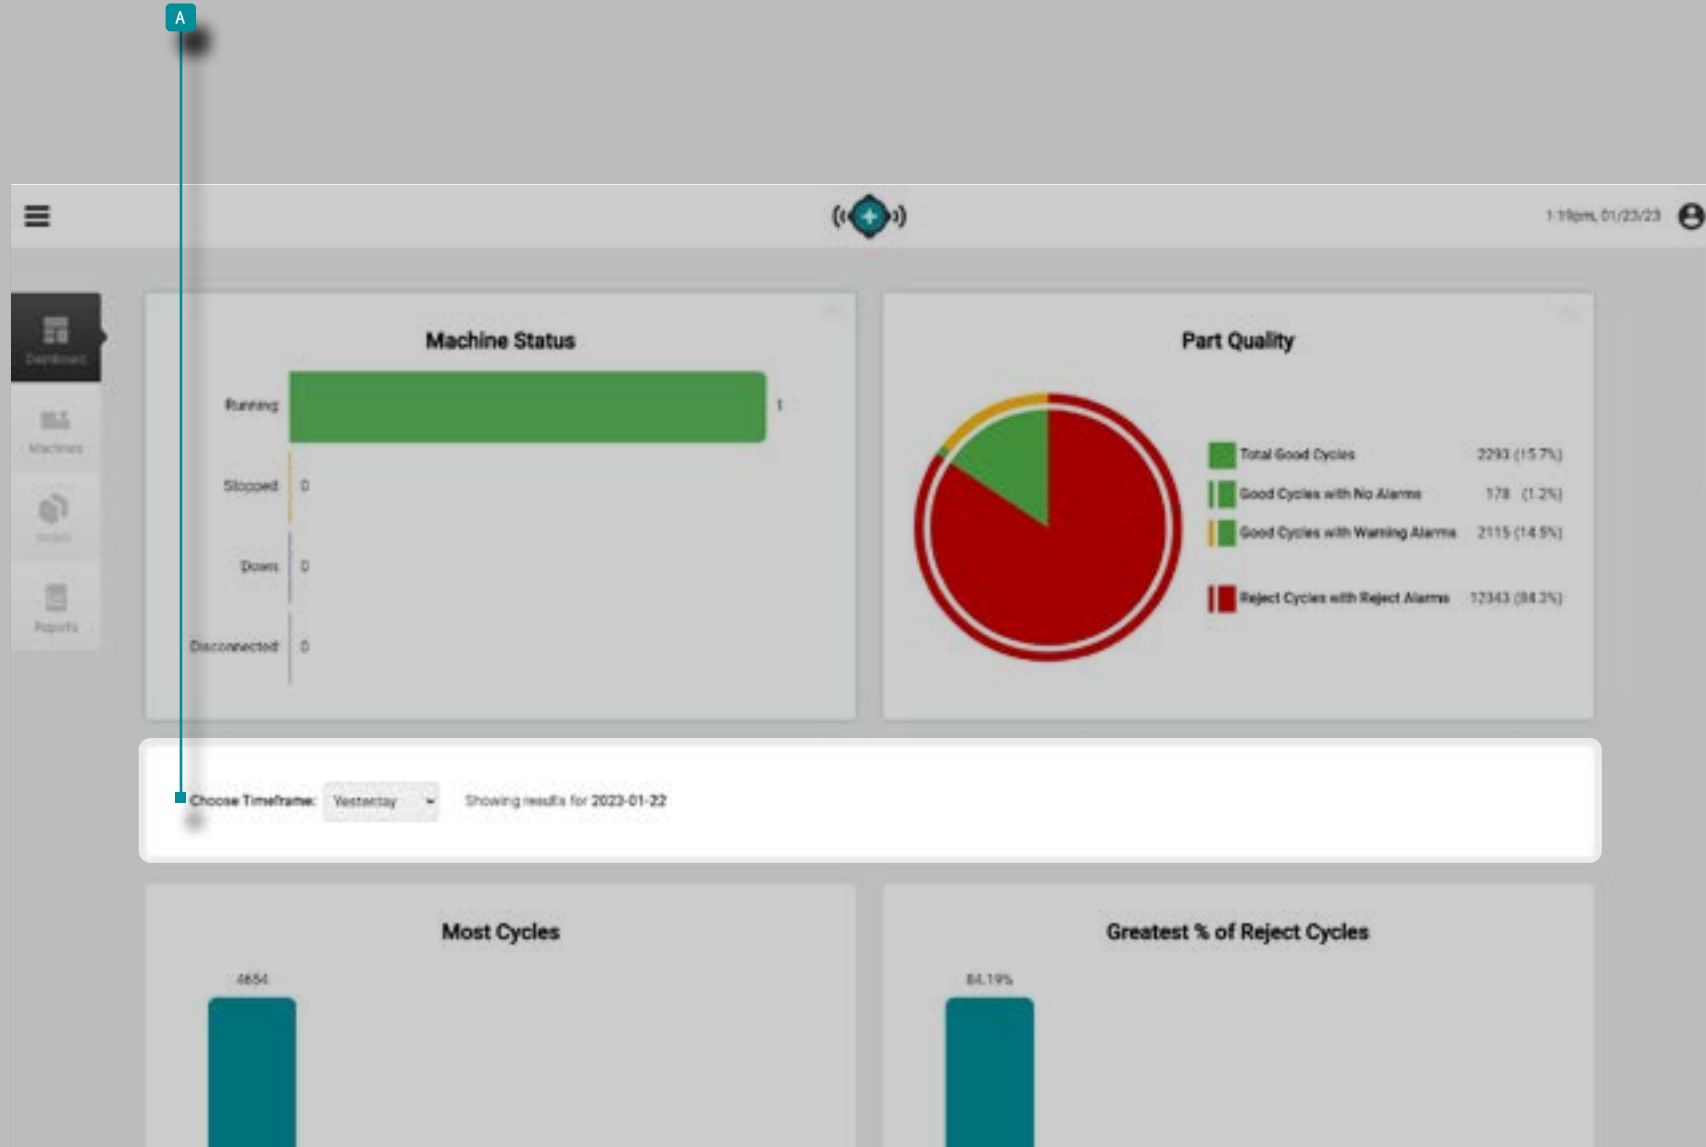 A
1:19pm, 01/23/23
Dashboard
Machines
Reports
Machine Status
Running 1
Stopped 0
Down 0
Disconnected 0
Part Quality
Total Good Cycles 2293 (15.7%)
Good Cycles with No Alarms 178 (1.2%)
Good Cycles with Warning Alarms 2115 (14.5%)
Reject Cycles with Reject Alarms 12343 (84.3%)
Choose Timeframe: Yesterday Showing results for 2023-01-22
Most Cycles
4654
Greatest % of Reject Cycles
84.19%